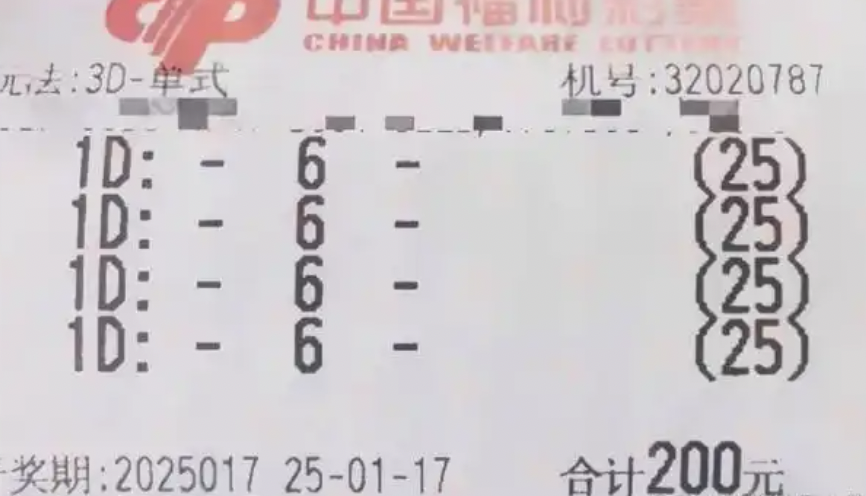 中国福利彩票
CHINA WELFARE LOTTERY
玩法:3D-单式 机号:32020787
1D: - 6 - (25)
1D: - 6 - (25)
1D: - 6 - (25)
1D: - 6 - (25)
奖期:2025017 25-01-17 合计200元